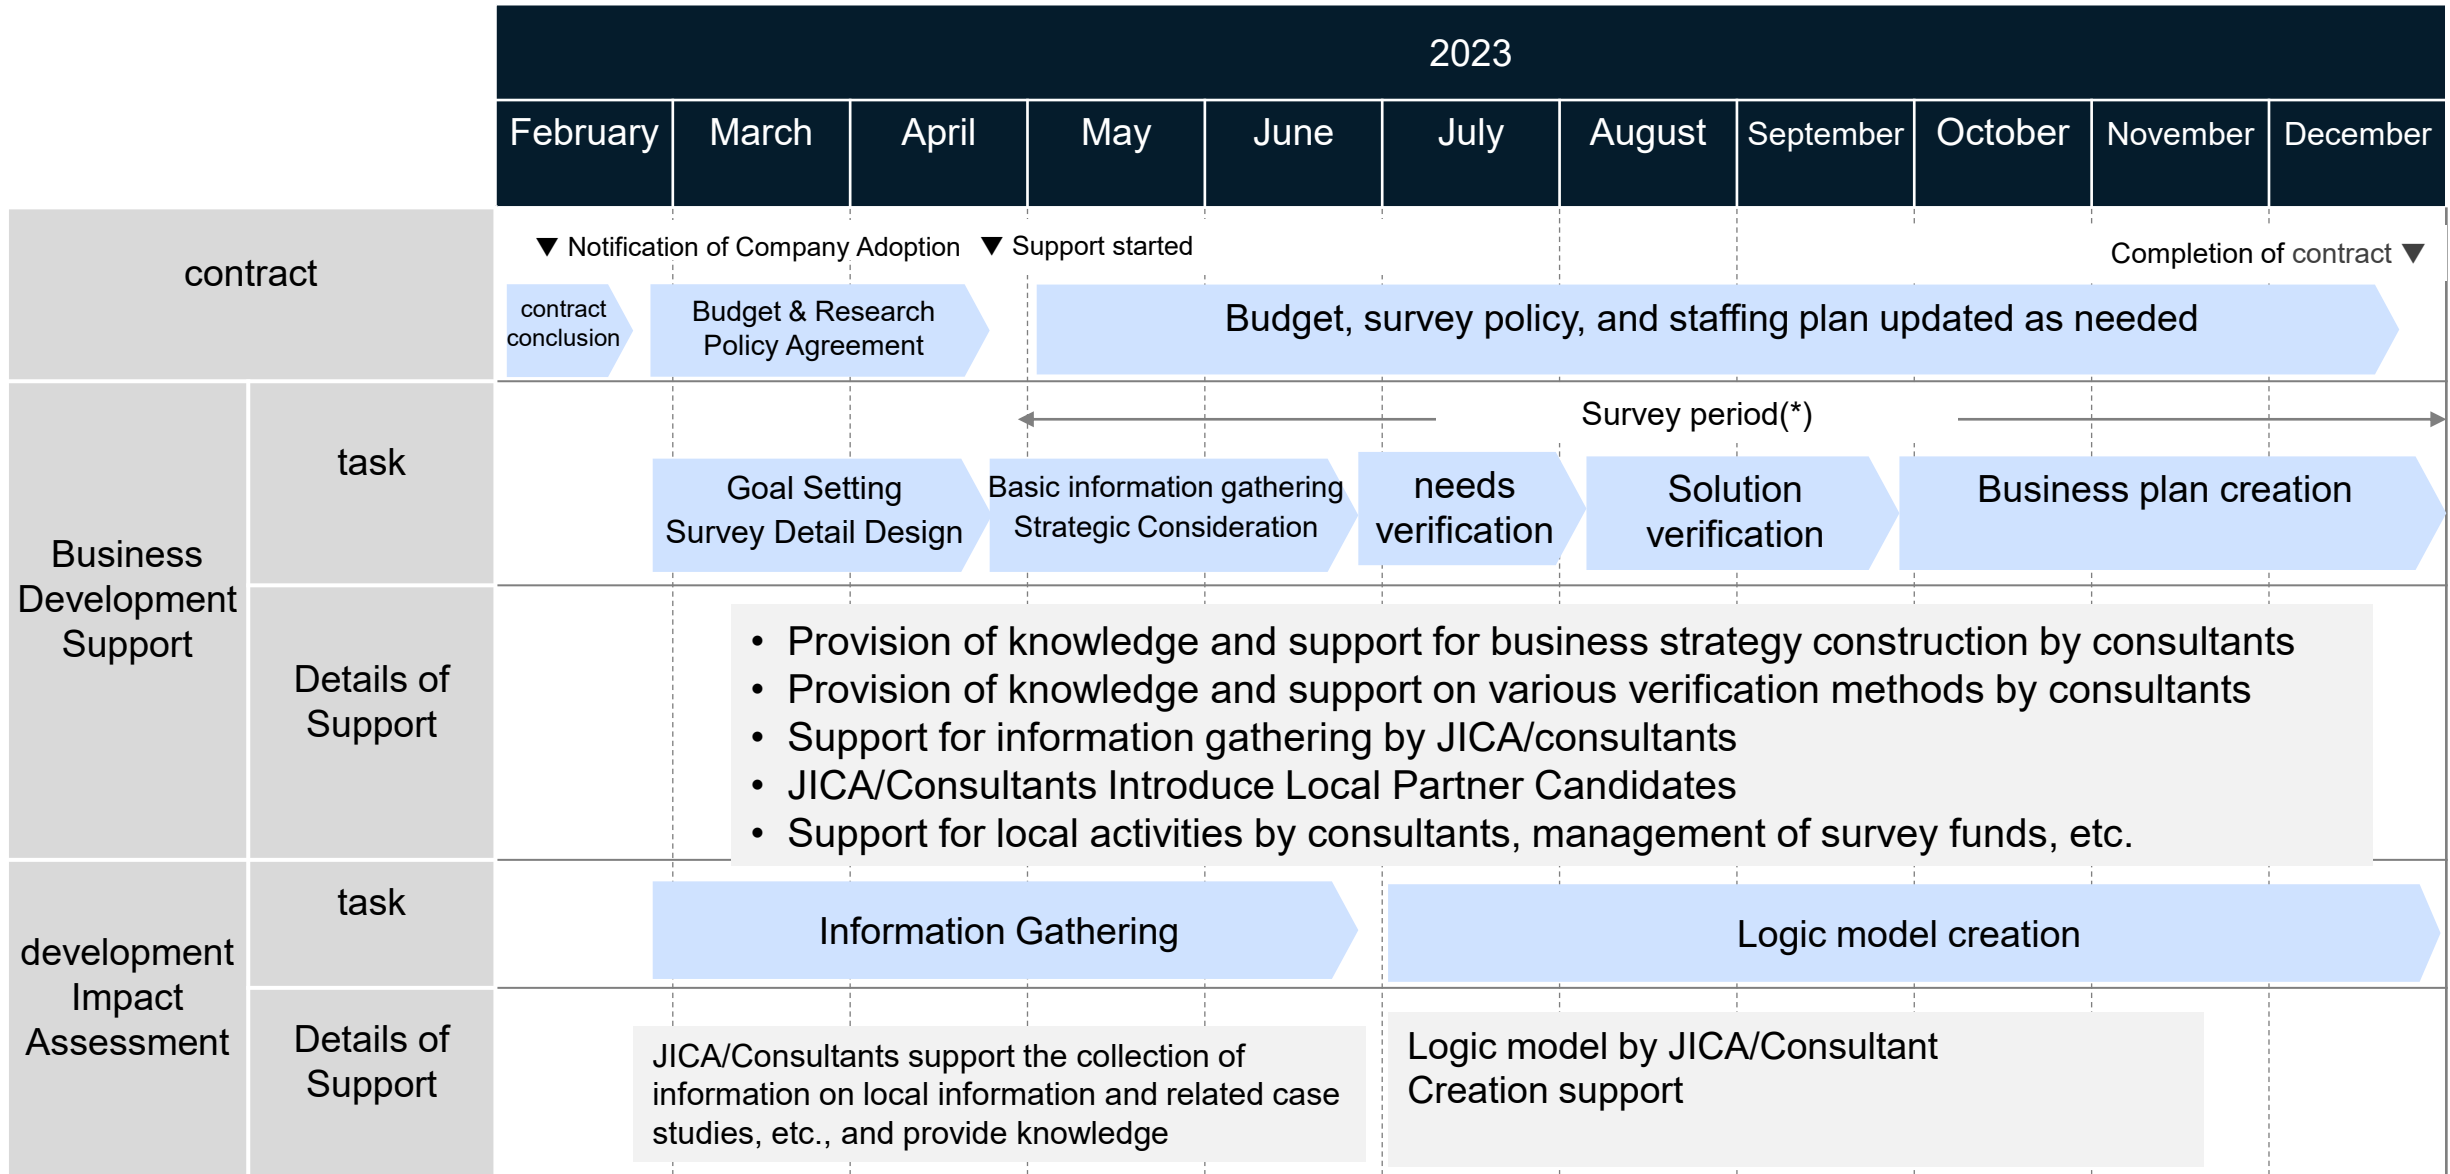 2023
February March April May June July August September October November December
contract
▼ Notification of Company Adoption ▼ Support started
Completion of contract ▼
contract
conclusion
Budget & Research
Policy Agreement
Budget, survey policy, and staffing plan updated as needed
Business
Development
Support
task
Survey period(*)
Goal Setting
Survey Detail Design
Basic information gathering
Strategic Consideration
needs
verification
Solution
verification
Business plan creation
Details of
Support
• Provision of knowledge and support for business strategy construction by consultants
• Provision of knowledge and support on various verification methods by consultants
• Support for information gathering by JICA/consultants
• JICA/Consultants Introduce Local Partner Candidates
• Support for local activities by consultants, management of survey funds, etc.
development
Impact
Assessment
task
Information Gathering
Logic model creation
Details of
Support
JICA/Consultants support the collection of
information on local information and related case
studies, etc., and provide knowledge
Logic model by JICA/Consultant
Creation support